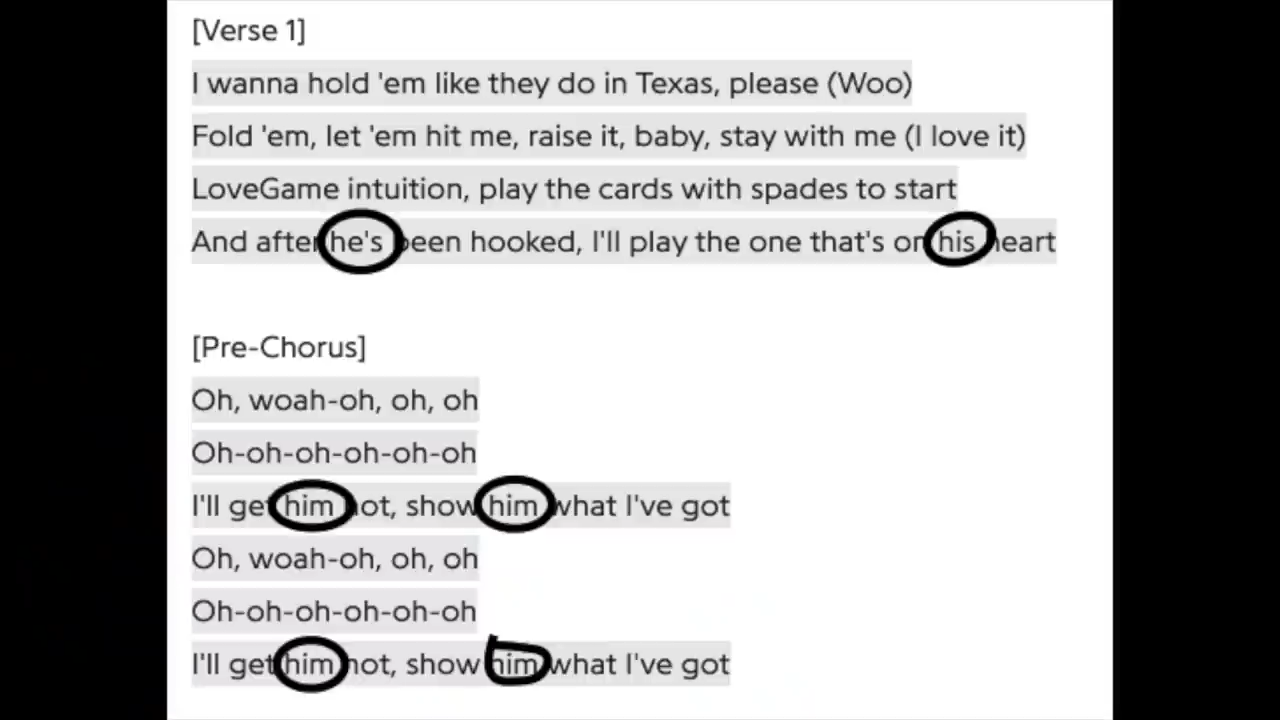 [Verse 1]
I wanna hold 'em like they do in Texas, please (Woo)
Fold 'em, let 'em hit me, raise it, baby, stay with me (I love it)
LoveGame intuition, play the cards with spades to start
And after he's been hooked, I'll play the one that's on his heart
[Pre-Chorus]
Oh, woah-oh, oh, oh
Oh-oh-oh-oh-oh-oh
I'll get him hot, show him what I've got
Oh, woah-oh, oh, oh
Oh-oh-oh-oh-oh-oh
I'll get him hot, show him what I've got